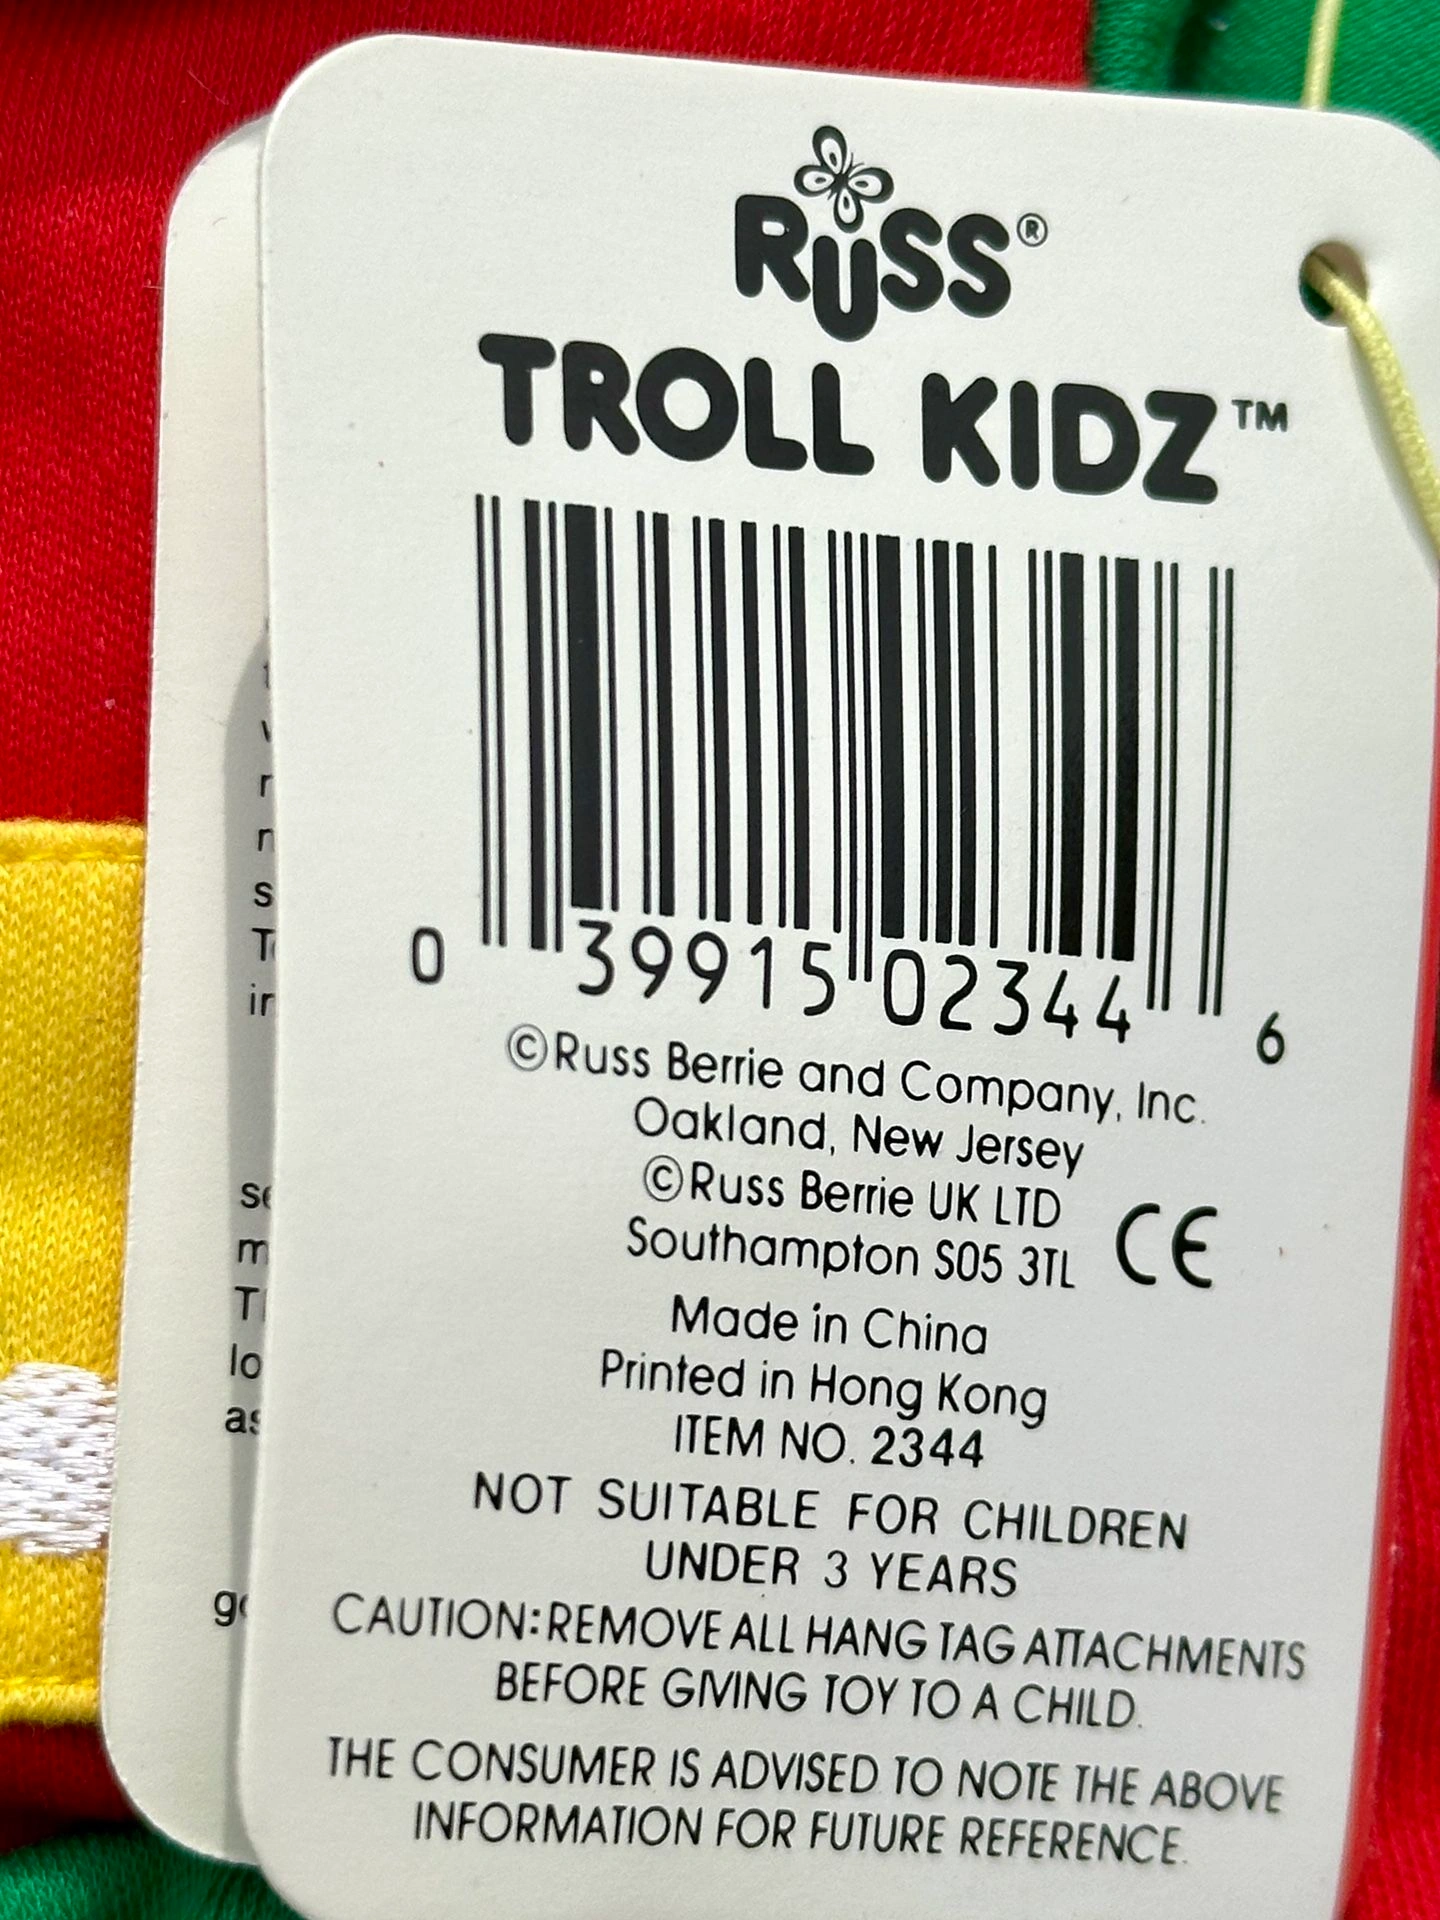 RUSS®
TROLL KIDZ™
0 39915 02344 6
©Russ Berrie and Company, Inc.
Oakland, New Jersey
©Russ Berrie UK LTD
Southampton S05 3TL CE
Made in China
Printed in Hong Kong
ITEM NO. 2344
NOT SUITABLE FOR CHILDREN
UNDER 3 YEARS
CAUTION:REMOVE ALL HANG TAG ATTACHMENTS
BEFORE GIVING TOY TO A CHILD.
THE CONSUMER IS ADVISED TO NOTE THE ABOVE
INFORMATION FOR FUTURE REFERENCE.